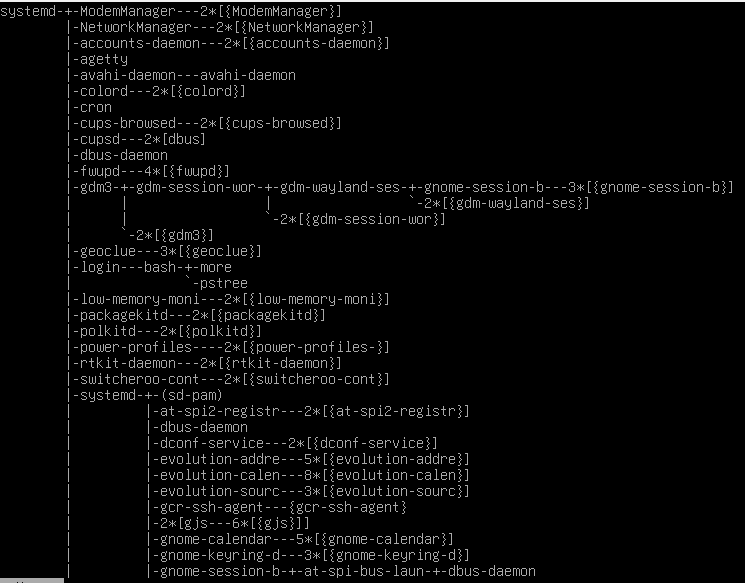 systemd-+-ModemManager---2*[{ModemManager}]
        |-NetworkManager---2*[{NetworkManager}]
        |-accounts-daemon---2*[{accounts-daemon}]
        |-agetty
        |-avahi-daemon---avahi-daemon
        |-colord---2*[{colord}]
        |-cron
        |-cups-browsed---2*[{cups-browsed}]
        |-cupsd---2*[dbus]
        |-dbus-daemon
        |-fwupd---4*[{fwupd}]
        |-gdm3-+-gdm-session-wor-+-gdm-wayland-ses-+-gnome-session-b---3*[{gnome-session-b}]
        |      |                 |                 `-2*[{gdm-wayland-ses}]
        |      |                 `-2*[{gdm-session-wor}]
        |      `-2*[{gdm3}]
        |-geoclue---3*[{geoclue}]
        |-login---bash-+-more
        |              `-pstree
        |-low-memory-moni---2*[{low-memory-moni}]
        |-packagekitd---2*[{packagekitd}]
        |-polkitd---2*[{polkitd}]
        |-power-profiles----2*[{power-profiles-}]
        |-rtkit-daemon---2*[{rtkit-daemon}]
        |-switcheroo-cont---2*[{switcheroo-cont}]
        |-systemd-+-(sd-pam)
        |         |-at-spi2-registr---2*[{at-spi2-registr}]
        |         |-dbus-daemon
        |         |-dconf-service---2*[{dconf-service}]
        |         |-evolution-addre---5*[{evolution-addre}]
        |         |-evolution-calen---8*[{evolution-calen}]
        |         |-evolution-sourc---3*[{evolution-sourc}]
        |         |-gcr-ssh-agent---{gcr-ssh-agent}
        |         |-2*[gjs---6*[{gjs}]]
        |         |-gnome-calendar---5*[{gnome-calendar}]
        |         |-gnome-keyring-d---3*[{gnome-keyring-d}]
        |         |-gnome-session-b-+-at-spi-bus-laun-+-dbus-daemon